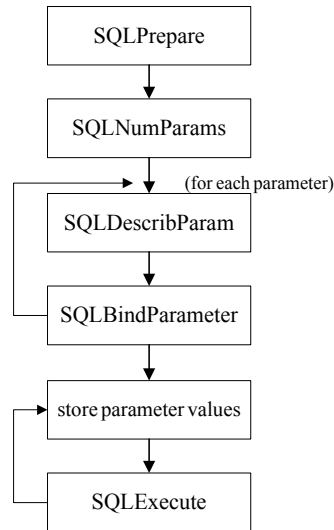 SQLPrepare
SQLNumParams
(for each parameter)
SQLDescribParam
SQLBindParameter
store parameter values
SQLExecute